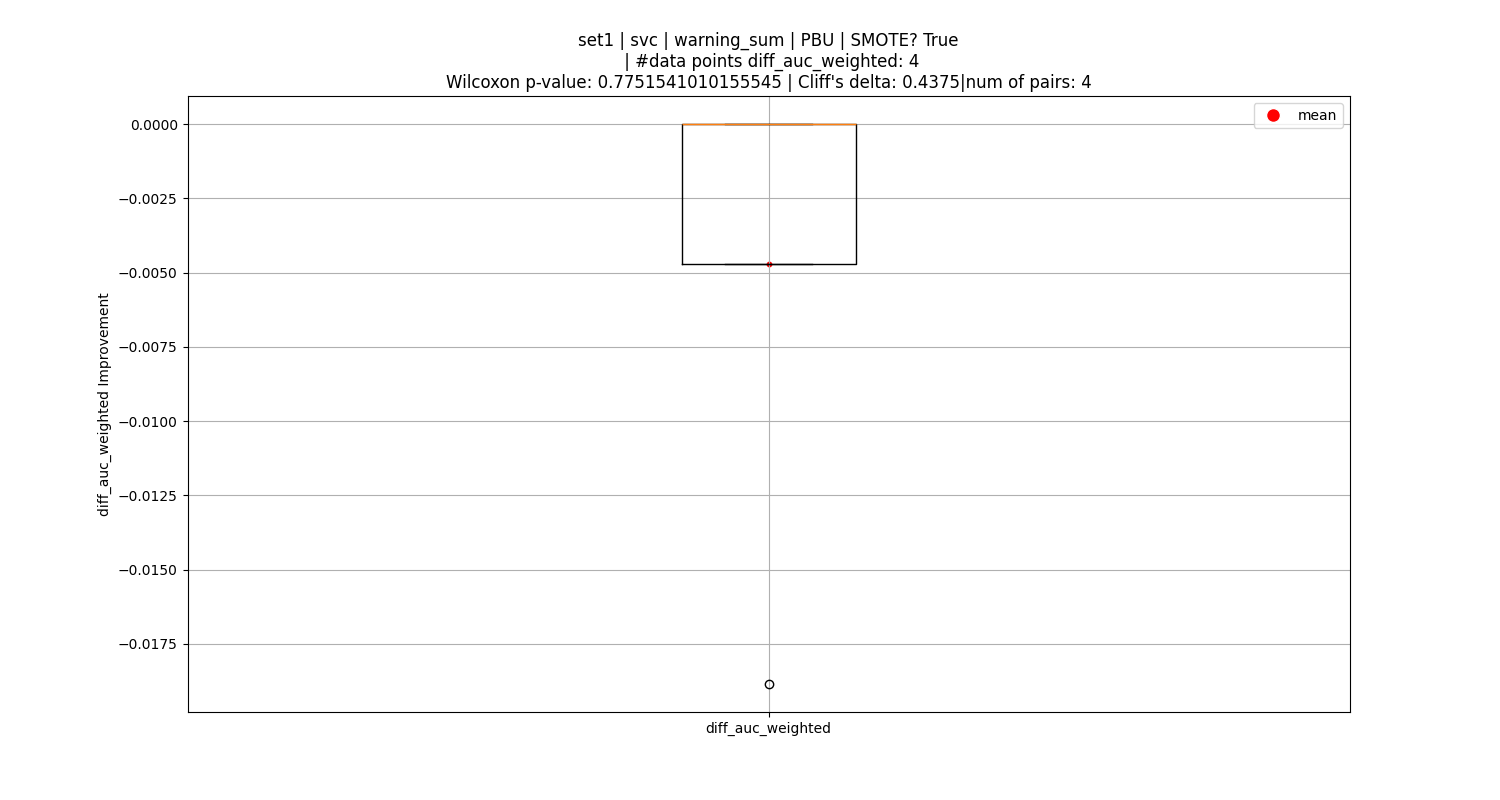 set1 | svc | warning_sum | PBU | SMOTE? True
| #data points diff_auc_weighted: 4
Wilcoxon p-value: 0.7751541010155545 | Cliff's delta: 0.4375|num of pairs: 4
mean
0.0000
−0.0025
−0.0050
−0.0075
−0.0100
−0.0125
−0.0150
−0.0175
diff_auc_weighted Improvement
diff_auc_weighted